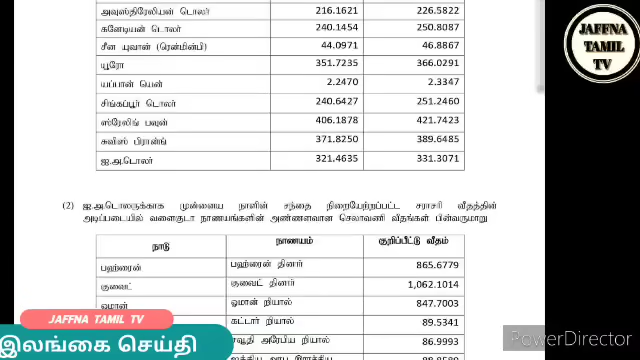 அவுஸ்திரேலியன் டொலர் 216.1621 226.5822
கனேடியன் டொலர் 240.1454 250.8087
சீன யுவான் (ரென்மின்பி) 44.0971 46.8867
யூரோ 351.7235 366.0291
யப்பான் யென் 2.2470 2.3347
சிங்கப்பூர் டொலர் 240.6427 251.2460
ஸ்ரேலிங் பவுன் 406.1878 421.7423
சுவிஸ் பிரான்ங் 371.8250 389.6485
ஐ.அ.டொலர் 321.4635 331.3071
(2) ஐ.அ.டொலருக்காக முன்னைய நாளின் சந்தை நிறையேற்றப்பட்ட சராசரி வீதத்தின்
அடிப்படையில் வளைகுடா நாணயங்களின் அண்ணளவான செலாவணி வீதங்கள் பின்வருமாறு
நாடு நாணயம் குறிப்பீட்டு வீதம்
பஹ்ரைன் பஹ்ரைன் தினார் 865.6779
குவைட் குவைட் தினார் 1,062.1014
ஓமான் ஓமான் றியால் 847.7003
கட்டார் றியால் 89.5341
சவூதி அரேபிய றியால் 86.9993
JAFFNA TAMIL TV
இலங்கை செய்தி
JAFFNA
TAMIL
TV
PowerDirector